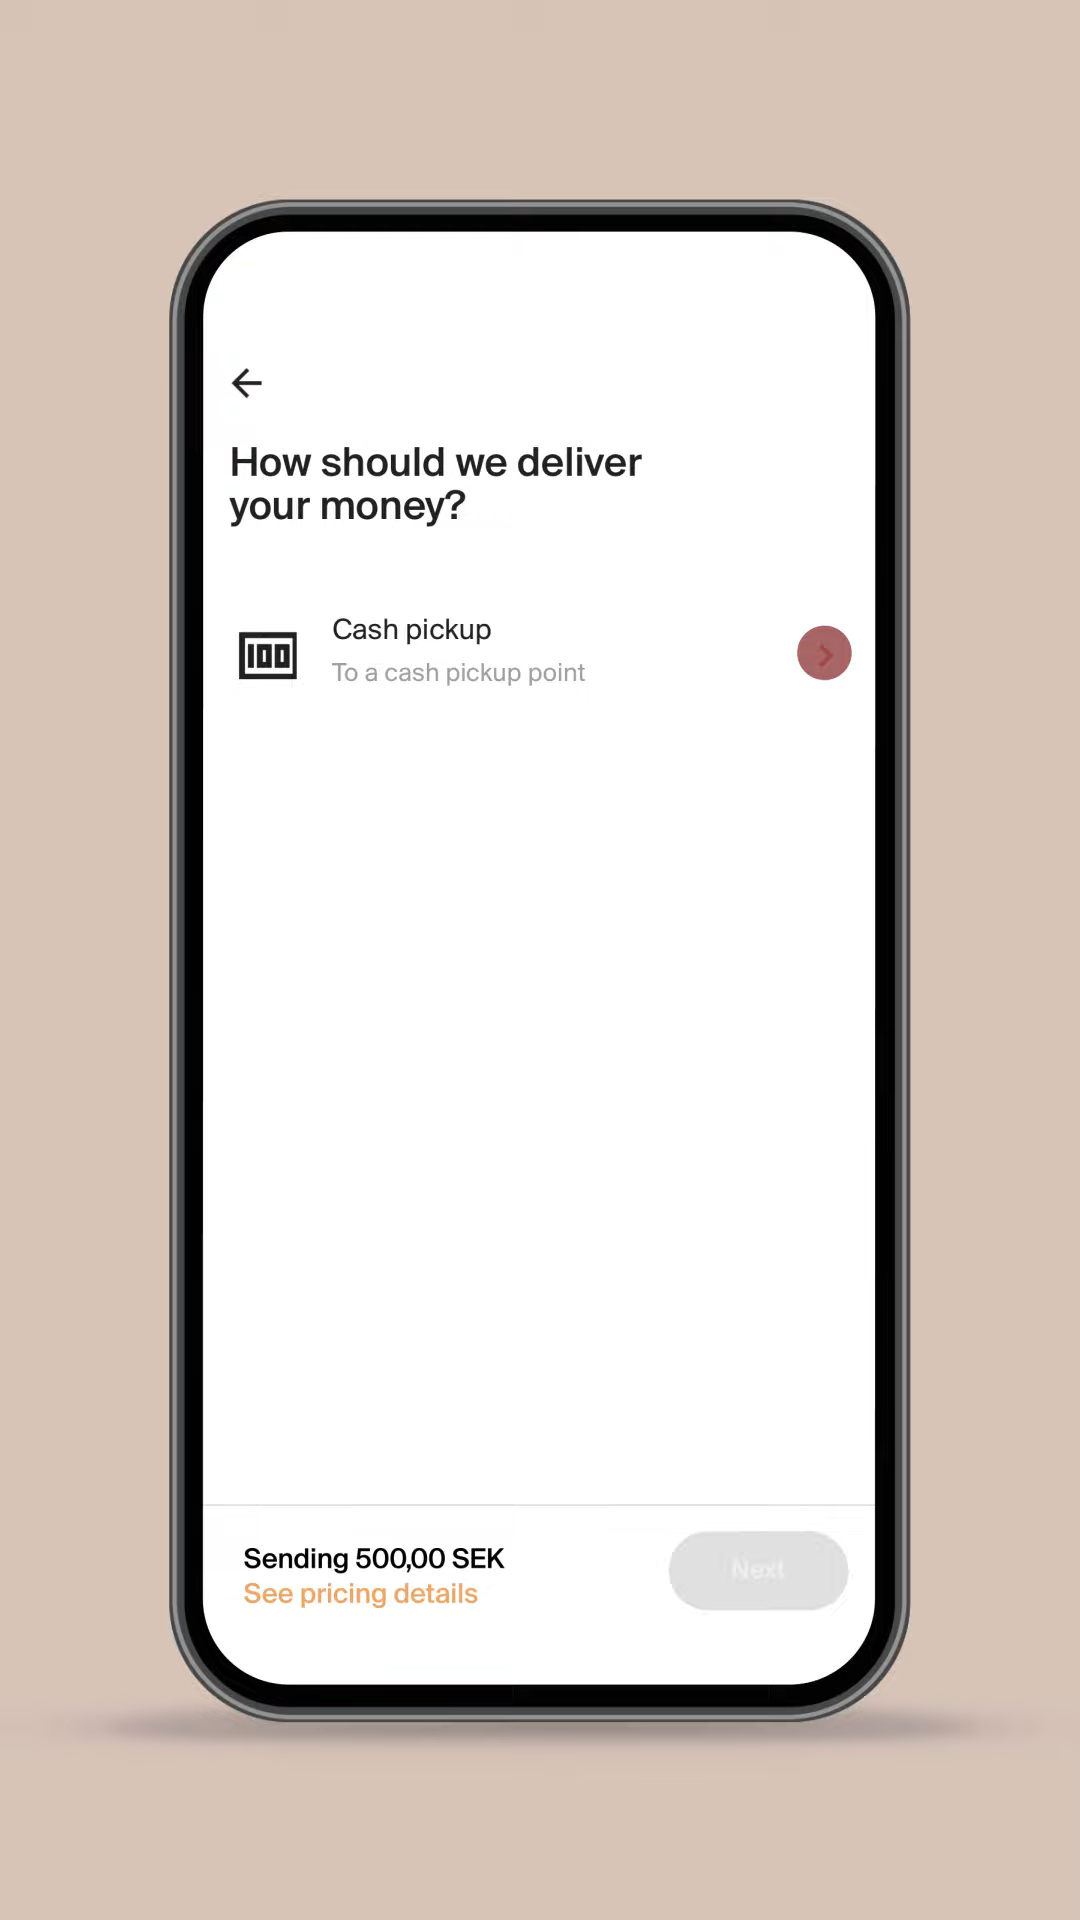 How should we deliver
your money?
100
Cash pickup
To a cash pickup point
Sending 500,00 SEK
See pricing details
Next